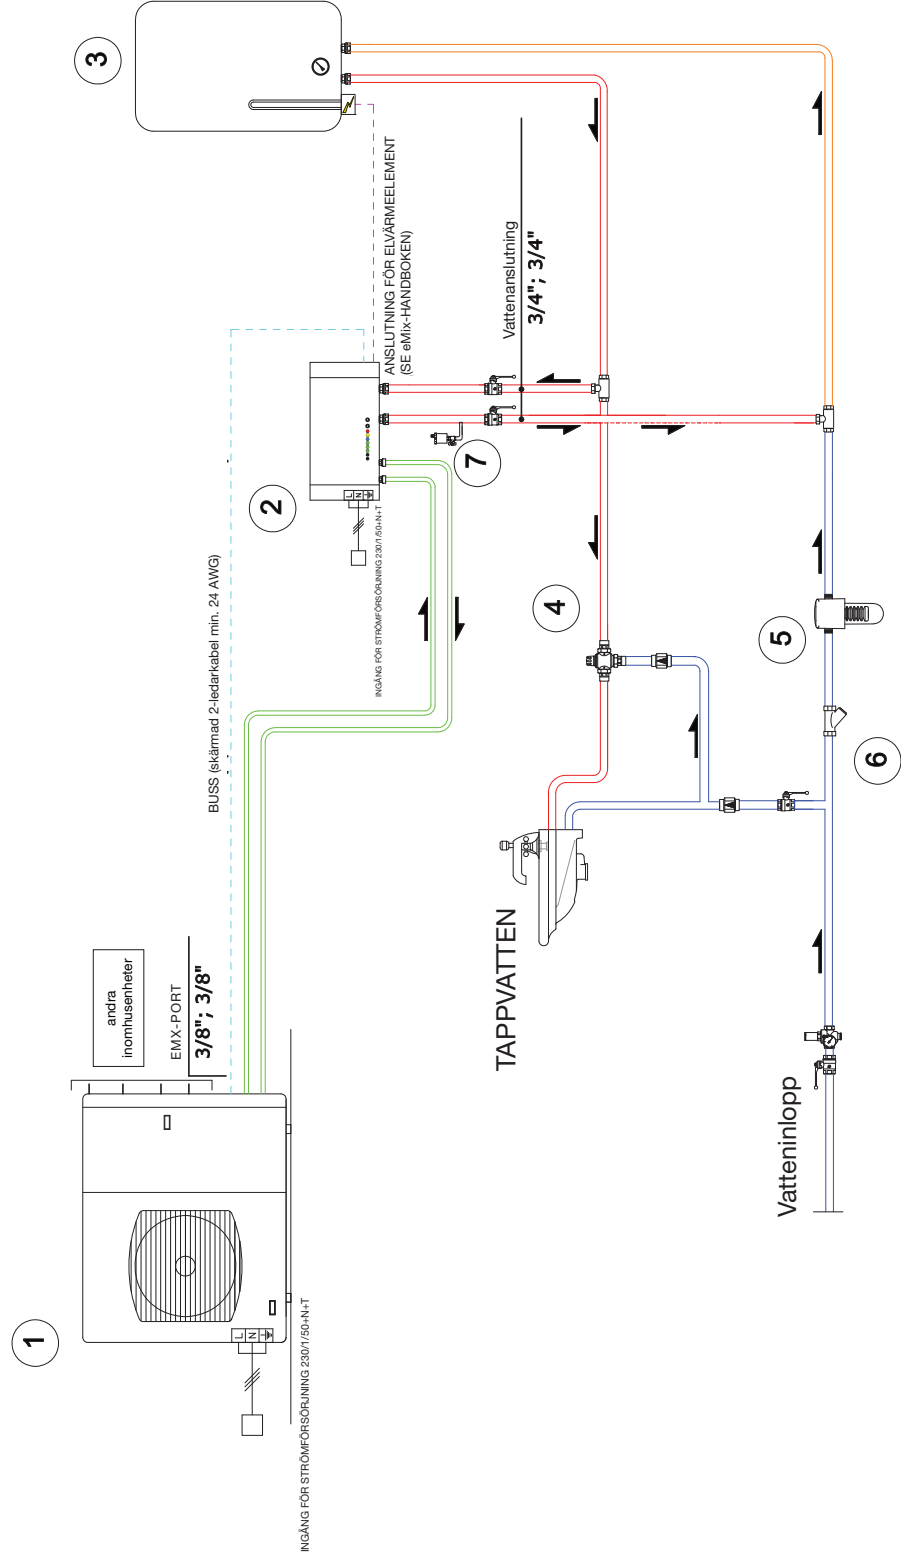 1
INGÅNG FÖR STRÖMFÖRSÖRJNING 230/1/50+N+T
L
N
andra
inomhusenheter
EMX-PORT
3/8"; 3/8"
BUSS (skärmad 2-ledarkabel min. 24 AWG)
2
L
N
INGÅNG FÖR STRÖMFÖRSÖRJNING 230/1/50+N+T
ANSLUTNING FÖR ELVÄRMEELEMENT
(SE eMix-HANDBOKEN)
3
7
Vattenanslutning
3/4"; 3/4"
TAPPVATTEN
4
Vatteninlopp
6
5